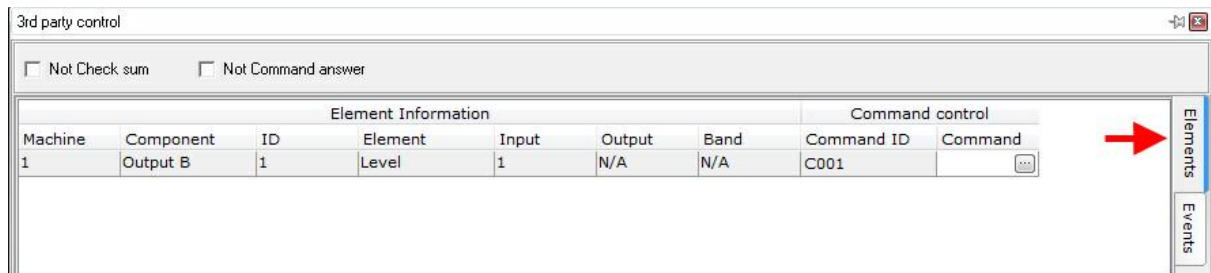 3rd party control
Not Check sum Not Command answer
Element Information Command control
Machine Component ID Element Input Output Band Command ID Command
1 Output B 1 Level 1 N/A N/A C001 ...
Elements
Events